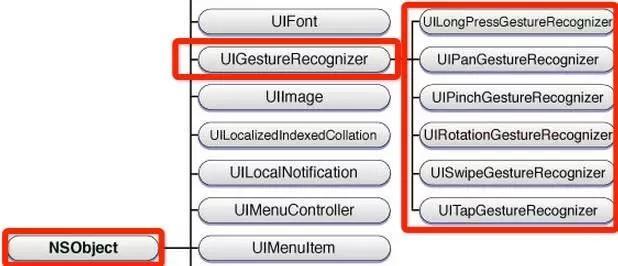 UIFont
UIGestureRecognizer
UIImage
UILocalizedIndexedCollation
UILocalNotification
UIMenuController
NSObject
UIMenuItem
UILongPressGestureRecognizer
UIPanGestureRecognizer
UIPinchGestureRecognizer
UIRotationGestureRecognizer
UISwipeGestureRecognizer
UITapGestureRecognizer